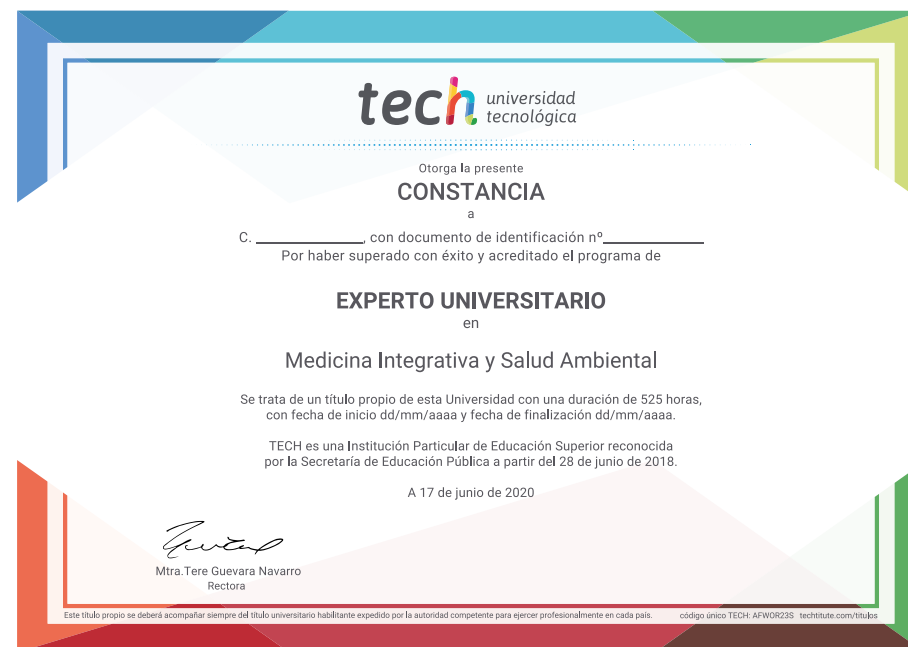 tech universidad
tecnológica
Otorga la presente
CONSTANCIA
a
C. ____________, con documento de identificación nº____________
Por haber superado con éxito y acreditado el programa de
EXPERTO UNIVERSITARIO
en
Medicina Integrativa y Salud Ambiental
Se trata de un título propio de esta Universidad con una duración de 525 horas,
con fecha de inicio dd/mm/aaaa y fecha de finalización dd/mm/aaaa.
TECH es una Institución Particular de Educación Superior reconocida
por la Secretaría de Educación Pública a partir del 28 de junio de 2018.
A 17 de junio de 2020
Mtra.Tere Guevara Navarro
Rectora
Este título propio se deberá acompañar siempre del título universitario habilitante expedido por la autoridad competente para ejercer profesionalmente en cada país. código único TECH: AFWOR23S techtitute.com/titulos